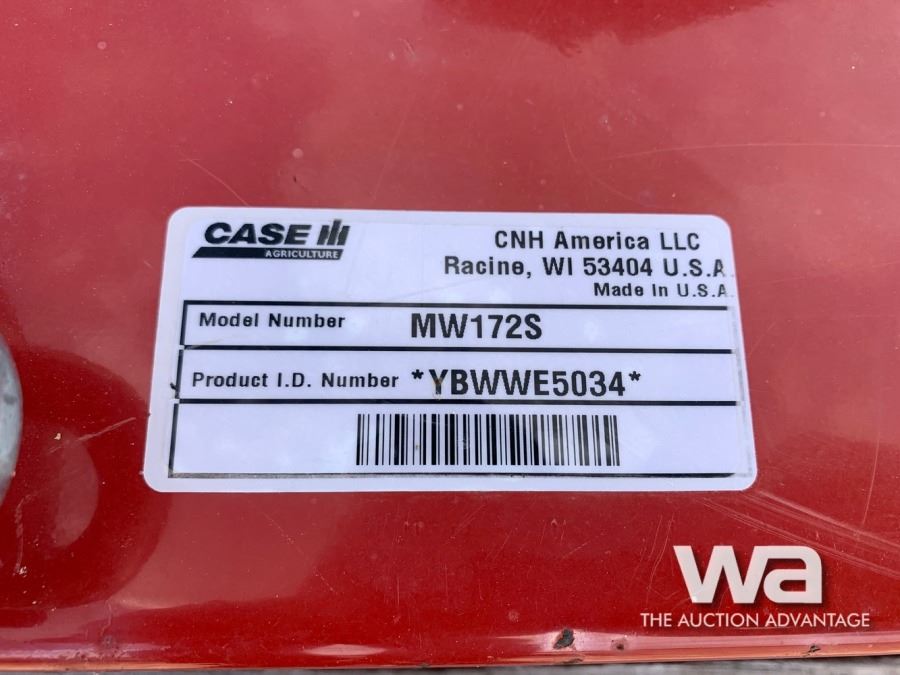 CASE IH
AGRICULTURE
CNH America LLC
Racine, WI 53404 U.S.A.
Made In U.S.A.
Model Number MW172S
Product I.D. Number *YBWWE5034*
wa
THE AUCTION ADVANTAGE